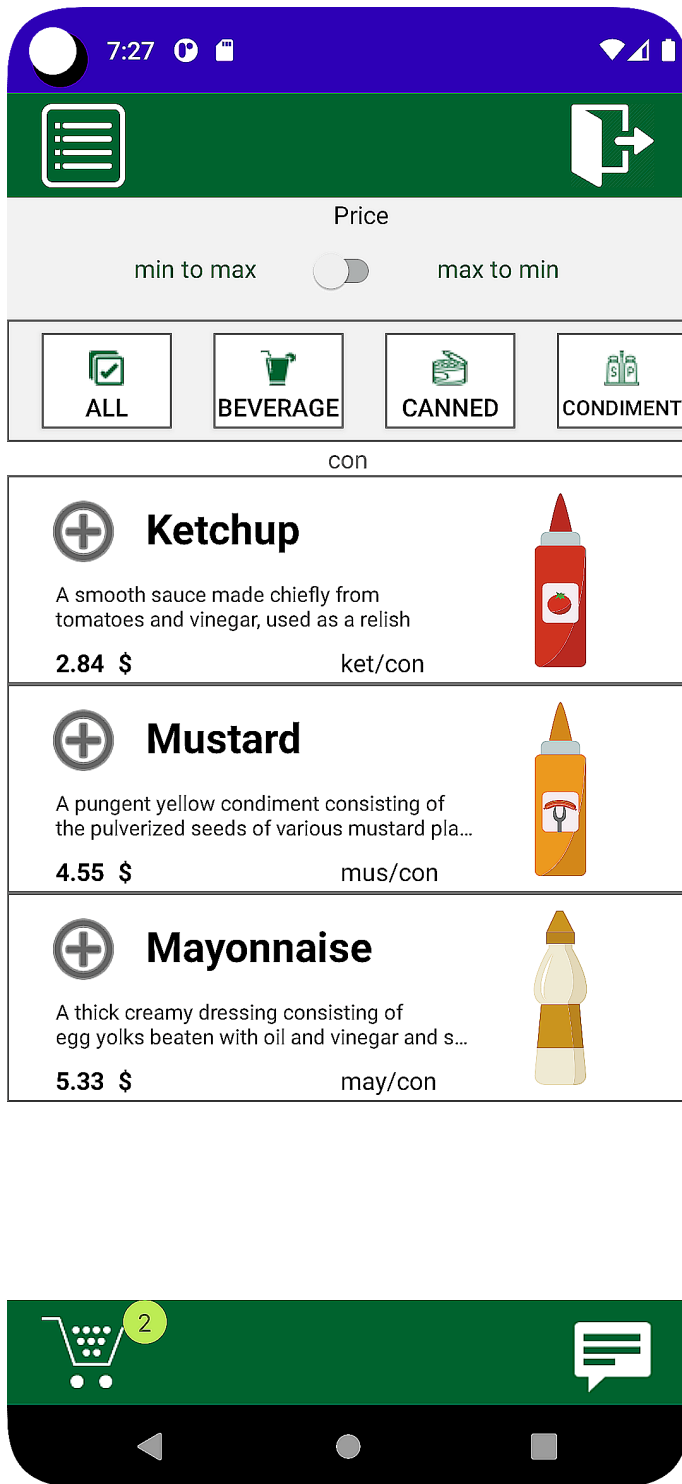 7:27
Price
min to max
max to min
ALL
BEVERAGE
CANNED
S P
CONDIMENT
con
Ketchup
A smooth sauce made chiefly from
tomatoes and vinegar, used as a relish
2.84 $
ket/con
Mustard
A pungent yellow condiment consisting of
the pulverized seeds of various mustard pla...
4.55 $
mus/con
Mayonnaise
A thick creamy dressing consisting of
egg yolks beaten with oil and vinegar and s...
5.33 $
may/con
2